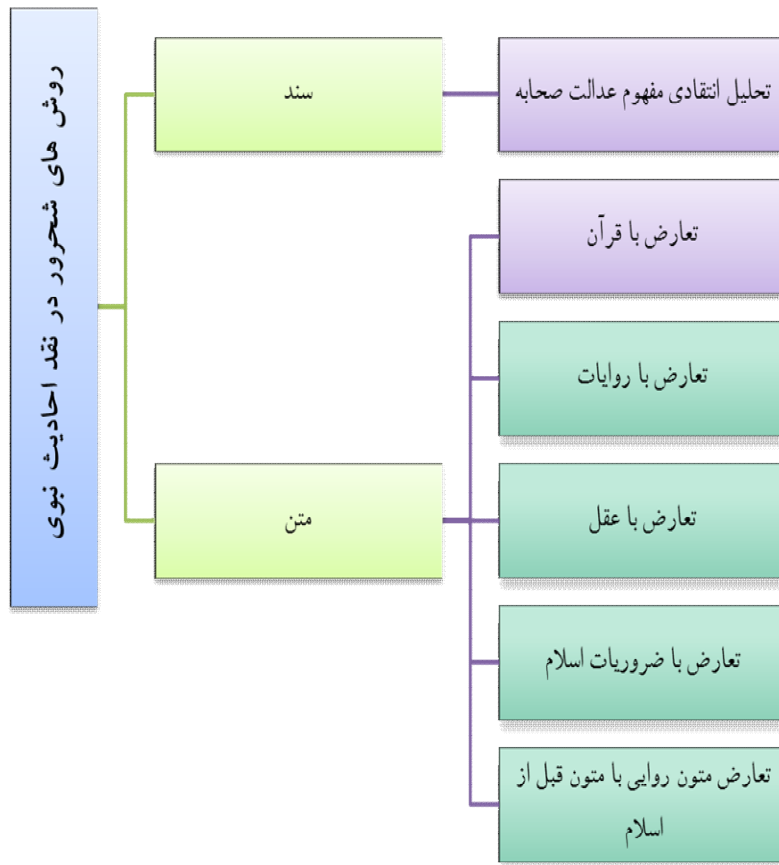 روش های شحرور در نقد احادیث نبوی
سند
تحلیل انتقادی مفهوم عدالت صحابه
متن
تعارض با قرآن
تعارض با روایات
تعارض با عقل
تعارض با ضروریات اسلام
تعارض متون روایی با متون قبل از
اسلام